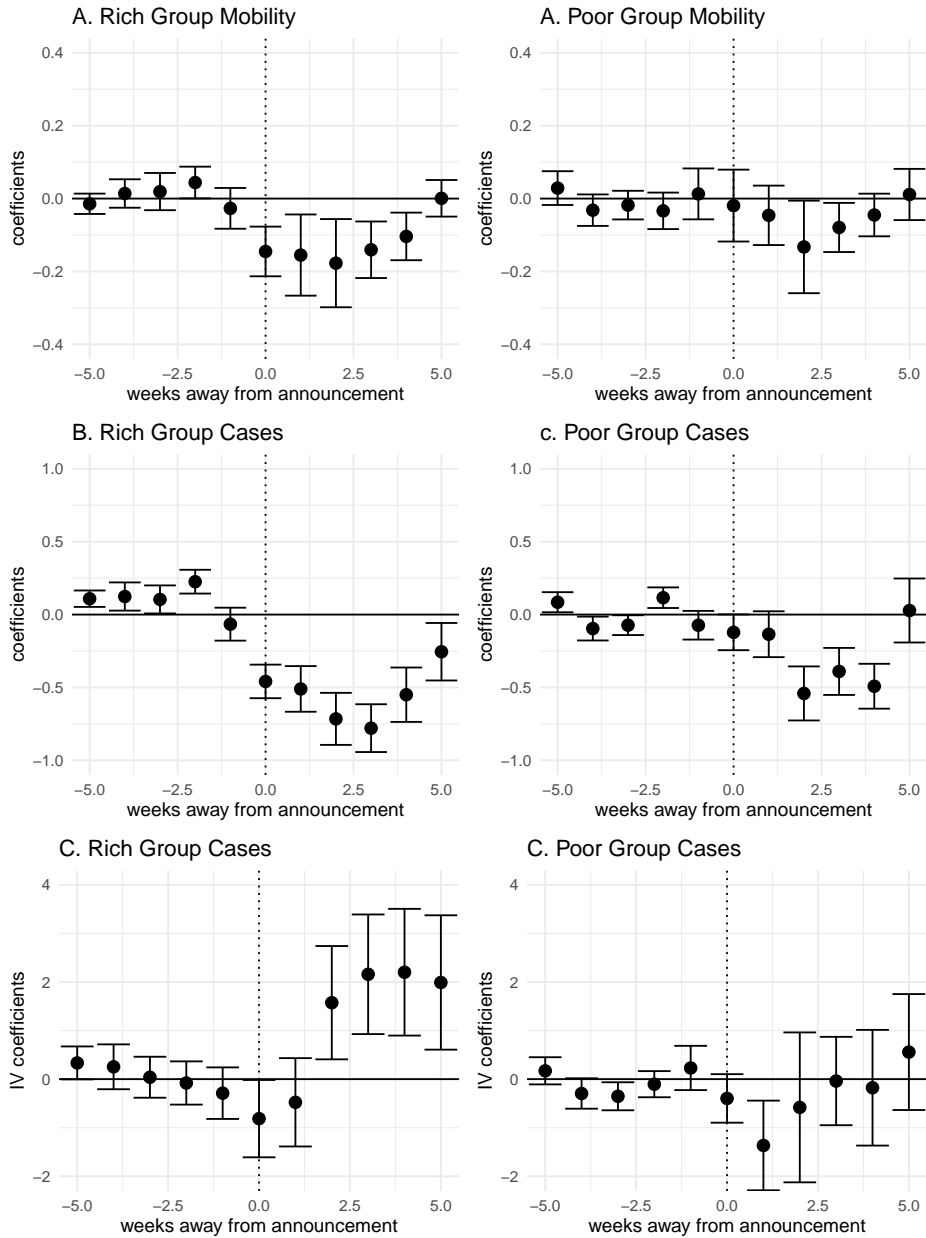 A. Rich Group Mobility
0.4
0.2
0.0
−0.2
−0.4
coefficients
−5.0 −2.5 0.0 2.5 5.0
weeks away from announcement
A. Poor Group Mobility
0.4
0.2
0.0
−0.2
−0.4
coefficients
−5.0 −2.5 0.0 2.5 5.0
weeks away from announcement
B. Rich Group Cases
1.0
0.5
0.0
−0.5
−1.0
coefficients
−5.0 −2.5 0.0 2.5 5.0
weeks away from announcement
c. Poor Group Cases
1.0
0.5
0.0
−0.5
−1.0
coefficients
−5.0 −2.5 0.0 2.5 5.0
weeks away from announcement
C. Rich Group Cases
4
2
0
−2
IV coefficients
−5.0 −2.5 0.0 2.5 5.0
weeks away from announcement
C. Poor Group Cases
4
2
0
−2
IV coefficients
−5.0 −2.5 0.0 2.5 5.0
weeks away from announcement